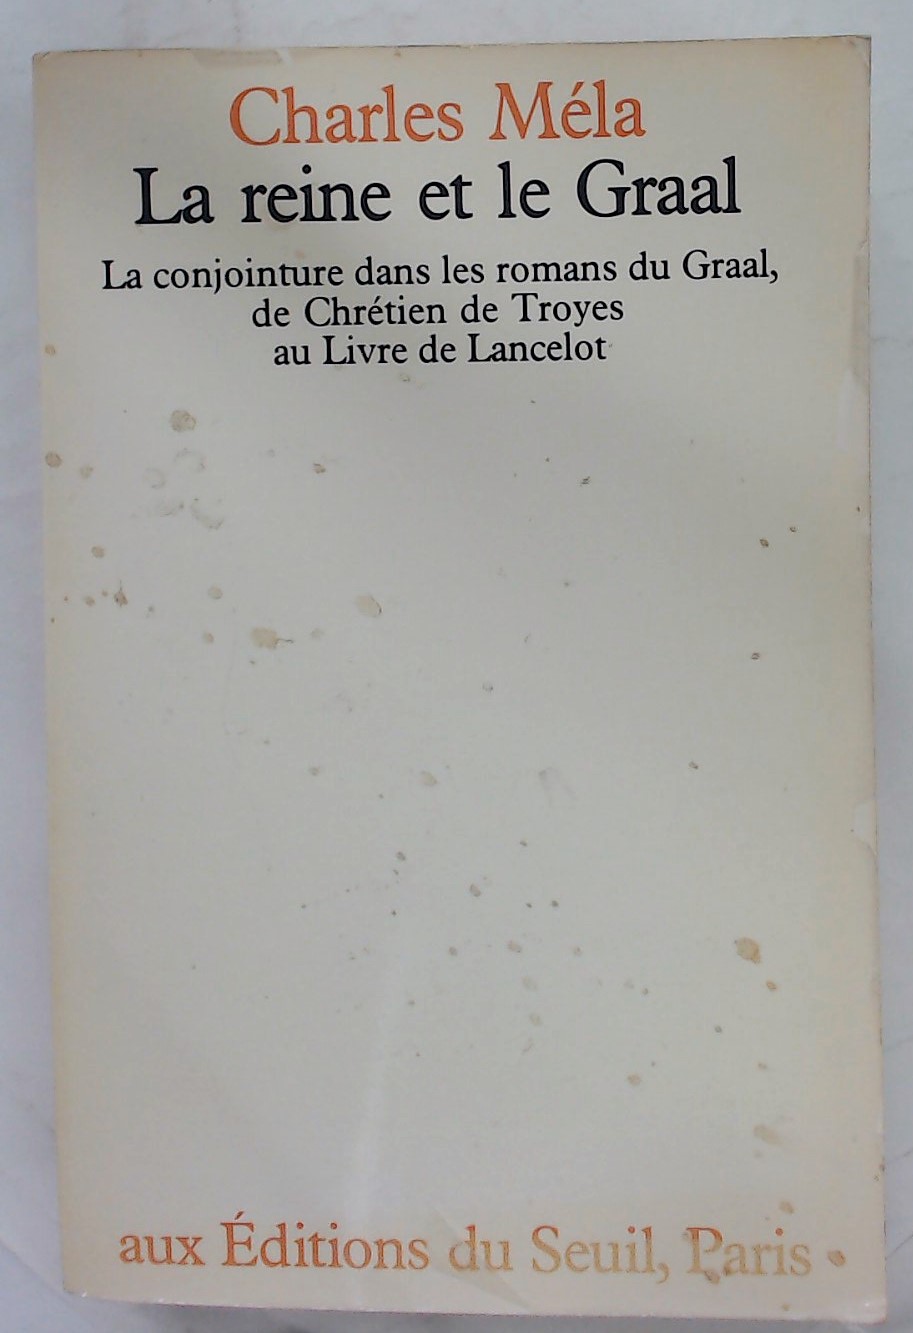 Charles Méla
La reine et le Graal
La conjointure dans les romans du Graal,
de Chrétien de Troyes
au Livre de Lancelot
aux Éditions du Seuil, Paris